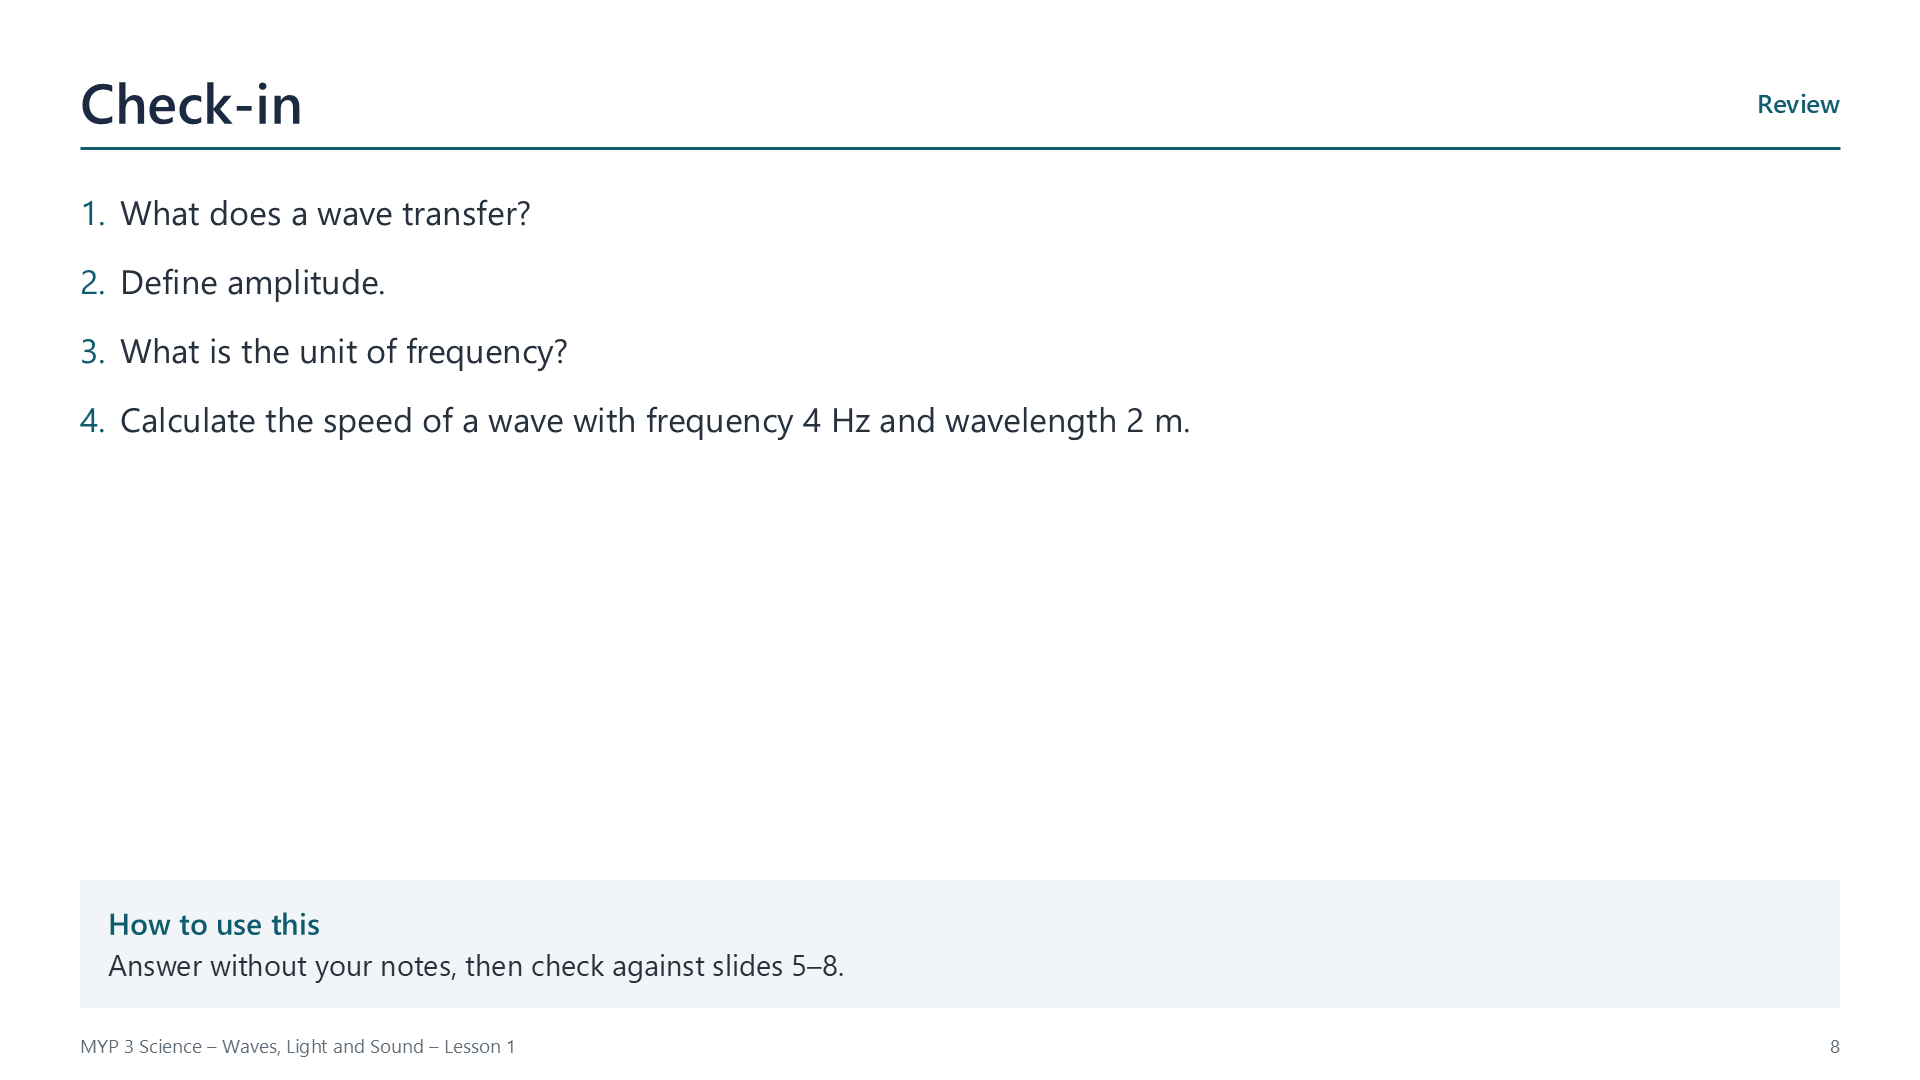 Check-in
Review
1. What does a wave transfer?
2. Define amplitude.
3. What is the unit of frequency?
4. Calculate the speed of a wave with frequency 4 Hz and wavelength 2 m.
How to use this
Answer without your notes, then check against slides 5–8.
MYP 3 Science – Waves, Light and Sound – Lesson 1
8